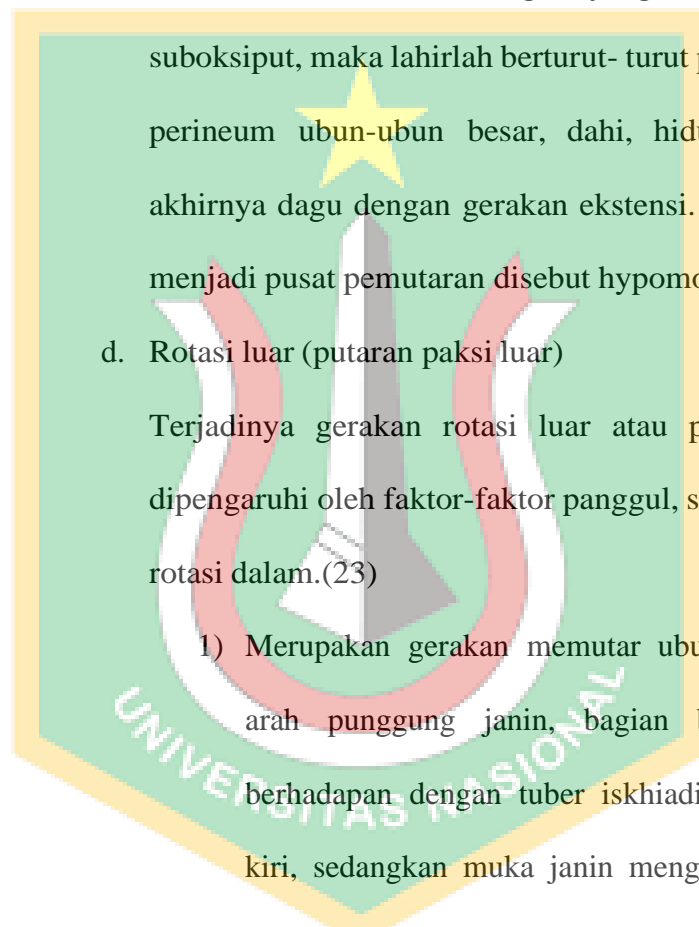 suboksiput, maka lahirlah berturut- turut
perineum ubun-ubun besar, dahi,
akhirnya dagu dengan gerakan ekstensi.
menjadi pusat pemutaran disebut
d. Rotasi luar (putaran paksi luar)
Terjadinya gerakan rotasi luar atau
dipengaruhi oleh faktor-faktor panggul,
rotasi dalam.(23)
1) Merupakan gerakan memutar
arah punggung janin, bagian
berhadapan dengan tuber
kiri, sedangkan muka janin
UNIVERSITAS NASIONAL